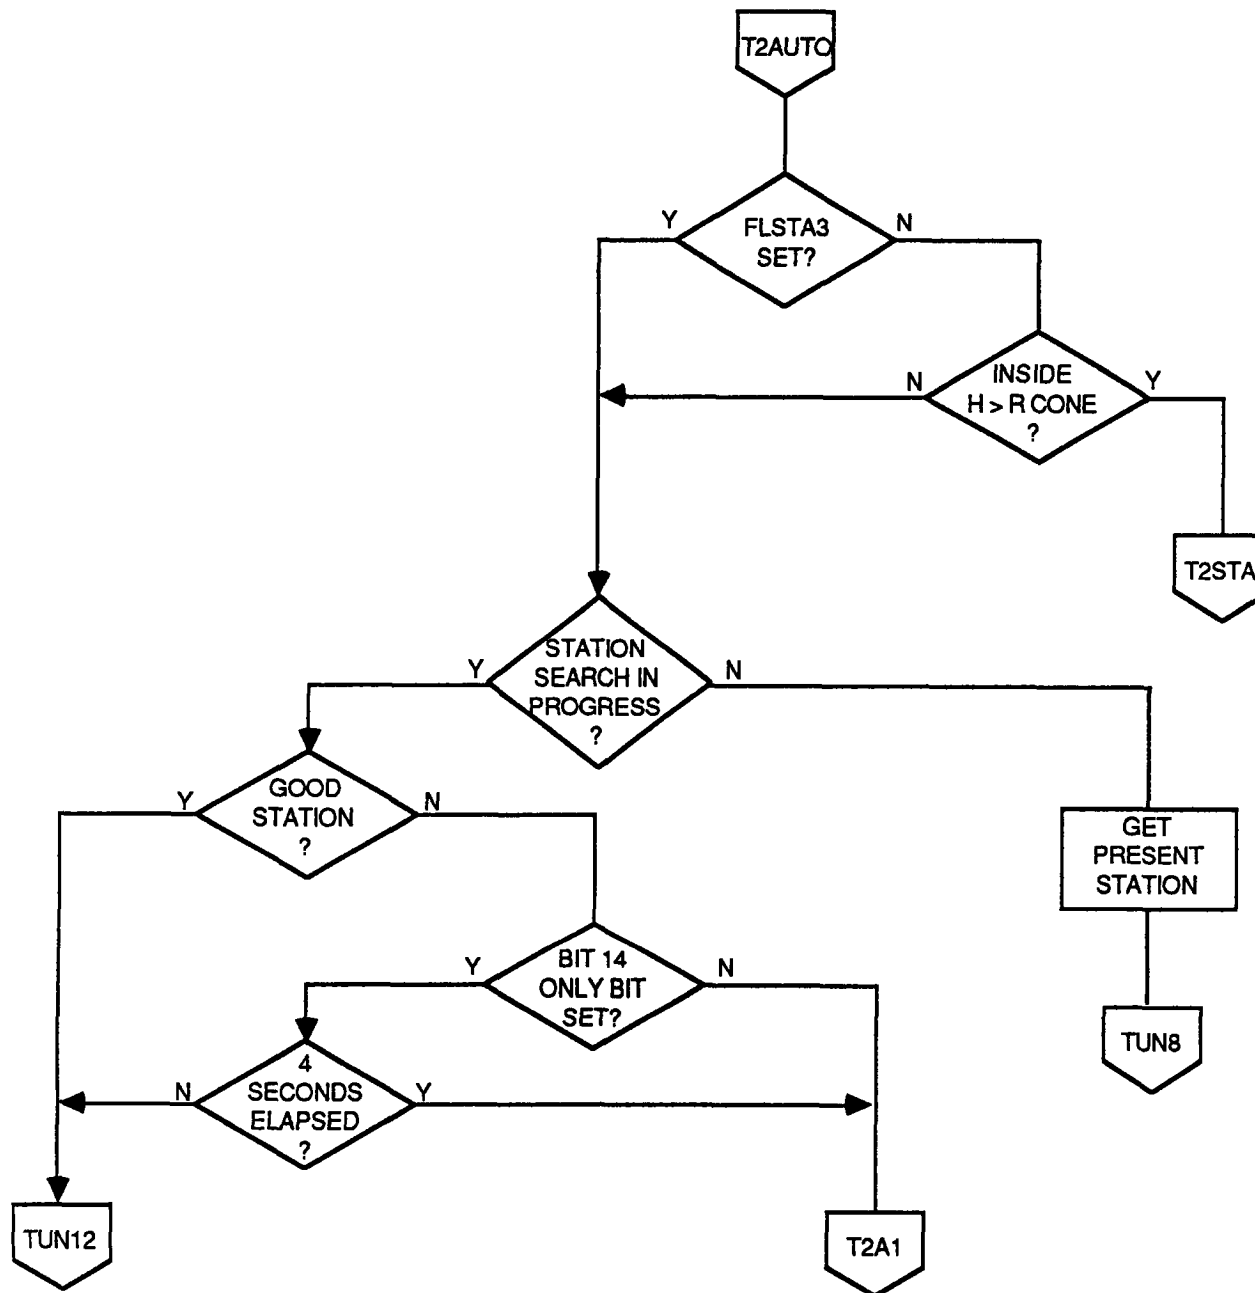 T2AUTO
Y
FLSTA3
SET?
N
N
INSIDE
H > R CONE
?
Y
T2STA
Y
STATION
SEARCH IN
PROGRESS
?
N
Y
GOOD
STATION
?
N
GET
PRESENT
STATION
Y
BIT 14
ONLY BIT
SET?
N
TUN8
N
4
SECONDS
ELAPSED
?
Y
TUN12
T2A1